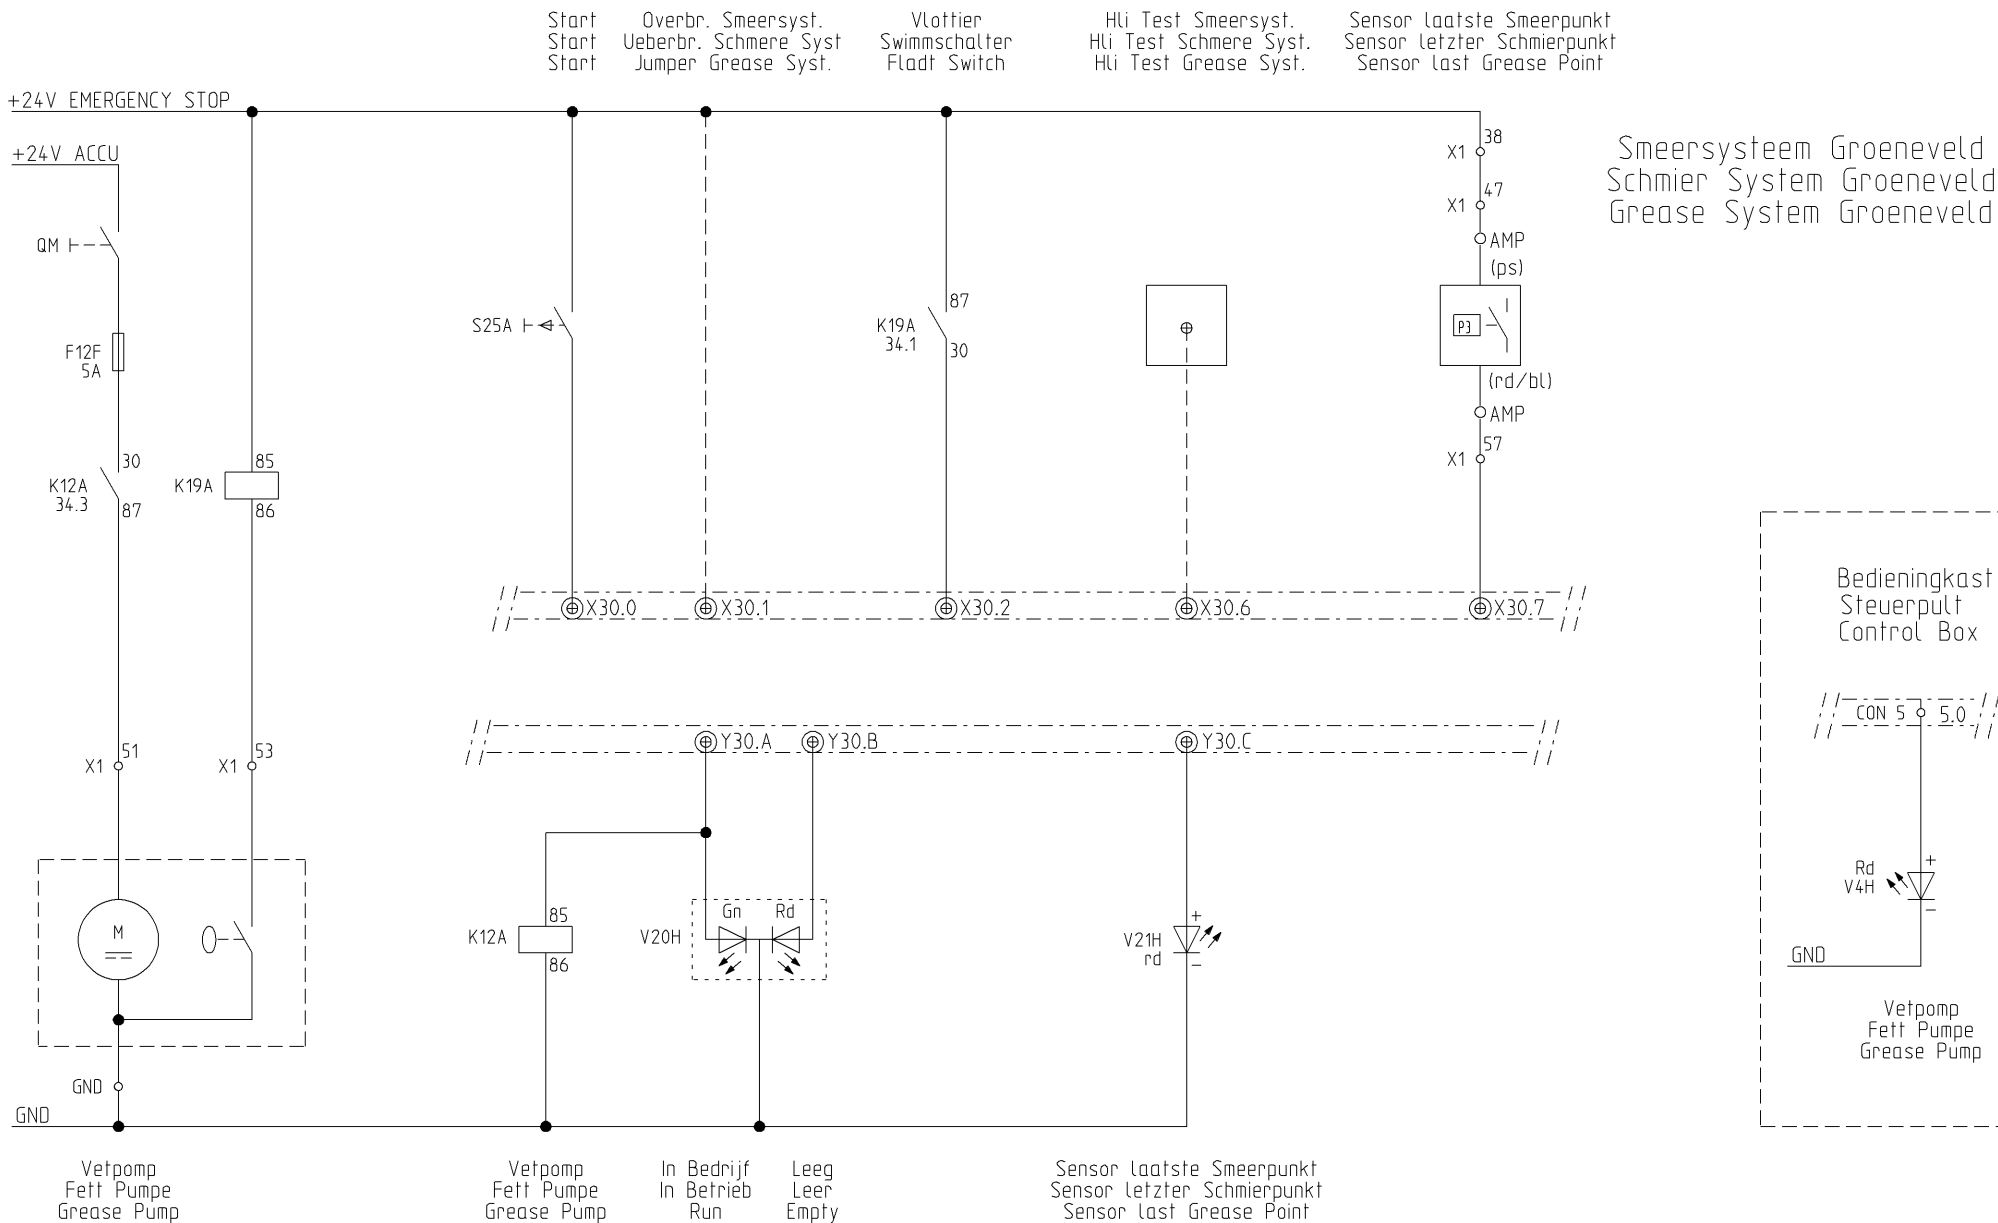 Start Overbr. Smeersyst. Vlottier Hli Test Smeersyst. Sensor laatste Smeerpunkt
Start Ueberbr. Schmere Syst Swimmschalter Hli Test Schmere Syst. Sensor letzter Schmierpunkt
Start Jumper Grease Syst. Fladt Switch Hli Test Grease Syst. Sensor last Grease Point
+24V EMERGENCY STOP
+24V ACCU
X1 38
X1 47
AMP
(ps)
Smeersysteem Groeneveld
Schmier System Groeneveld
Grease System Groeneveld
QM
F12F
5A
S25A
K19A
34.1
87
30
P3
(rd/bl)
AMP
X1 57
K12A
34.3
30
87
K19A
85
86
X30.0 X30.1 X30.2 X30.6 X30.7
Bedieningkast
Steuerpult
Control Box
CON 5 5.0
Y30.A Y30.B Y30.C
X1 51
X1 53
M
K12A
85
86
V20H
Gn Rd
V21H
rd
+
-
Rd
V4H
+
-
GND
Vetpomp
Fett Pumpe
Grease Pump
GND
GND
Vetpomp Vetpomp In Bedrijf Leeg Sensor laatste Smeerpunkt
Fett Pumpe Fett Pumpe In Betrieb Leer Sensor letzter Schmierpunkt
Grease Pump Grease Pump Run Empty Sensor last Grease Point